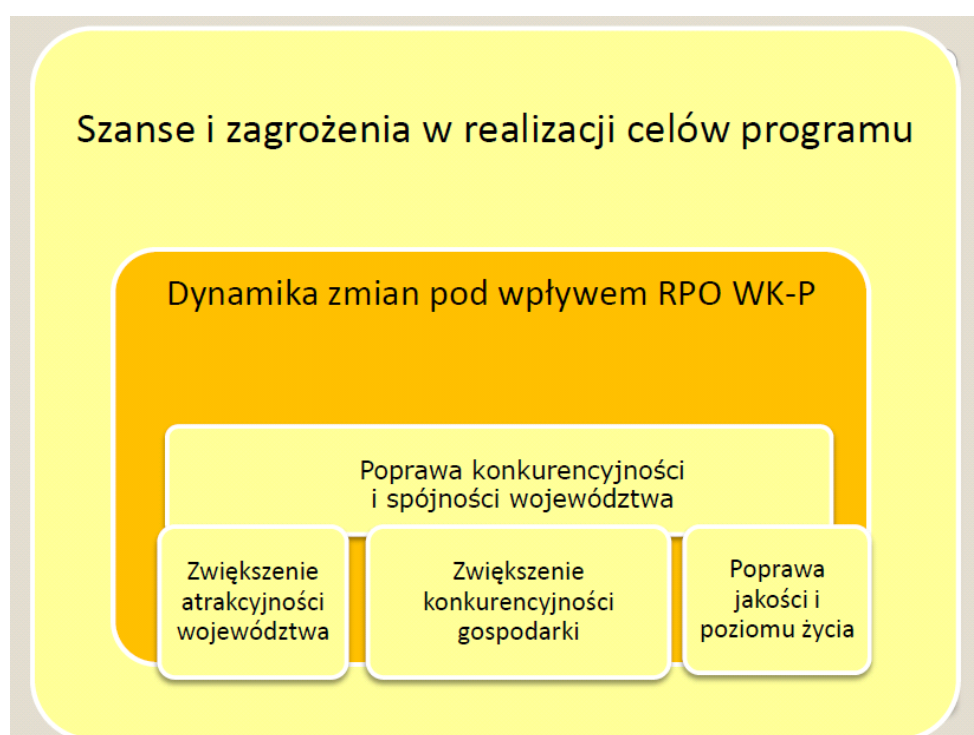 Szanse i zagrożenia w realizacji celów programu
Dynamika zmian pod wpływem RPO WK-P
Poprawa konkurencyjności
i spójności województwa
Zwiększenie
atrakcyjności
województwa
Zwiększenie
konkurencyjności
gospodarki
Poprawa
jakości i
poziomu życia